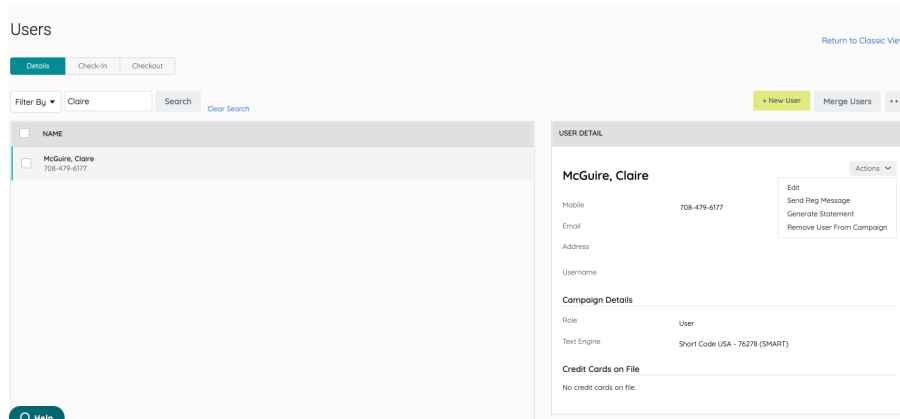 Users
Return to Classic Vie
Details Check-In Checkout
Filter By Claire Search Clear Search + New User Merge Users
NAME
McGuire, Claire
708-479-6177
USER DETAIL
McGuire, Claire Actions
Edit
Send Reg Message
Generate Statement
Remove User From Campaign
Mobile 708-479-6177
Email
Address
Username
Campaign Details
Role User
Text Engine Short Code USA - 76278 (SMART)
Credit Cards on File
No credit cards on file.
Help